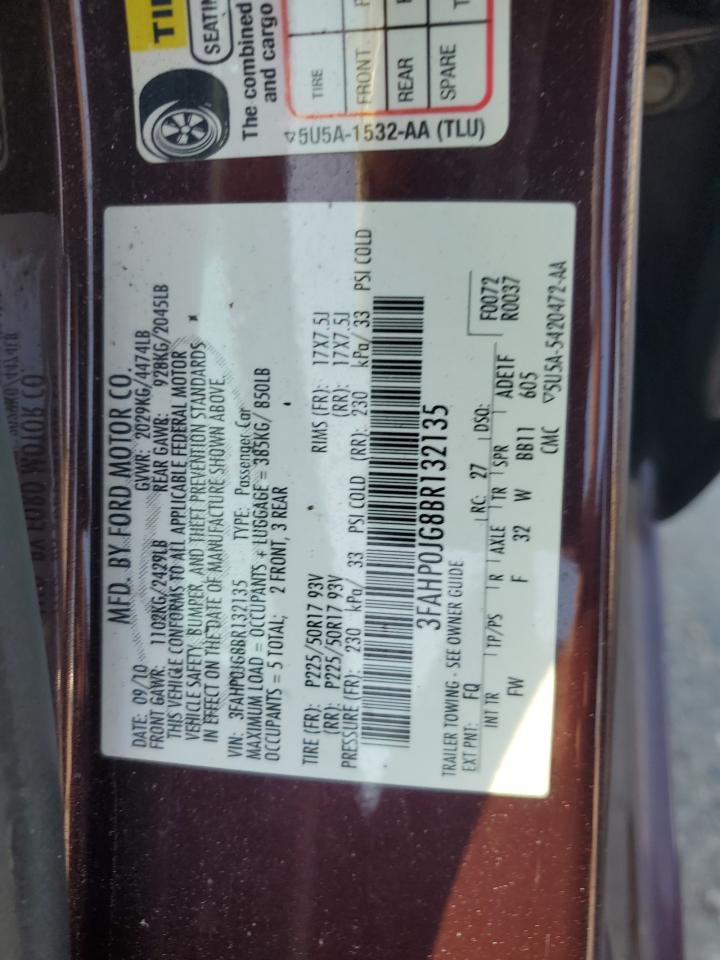 MFD. BY FORD MOTOR CO.
DATE: 09/10 GVWR: 2029KG/4474LB
FRONT GAWR: 1102KG/2429LB REAR GAWR: 928KG/2045LB
THIS VEHICLE CONFORMS TO ALL APPLICABLE FEDERAL MOTOR
VEHICLE SAFETY, BUMPER, AND THEFT PREVENTION STANDARDS
IN EFFECT ON THE DATE OF MANUFACTURE SHOWN ABOVE.
VIN: 3FAHP0JG8BR132135 TYPE: Passenger Car
MAXIMUM LOAD = OCCUPANTS + LUGGAGE = 385KG/ 850LB
OCCUPANTS = 5 TOTAL; 2 FRONT, 3 REAR
TIRE (FR): P225/50R17 93V RIMS (FR): 17X7.5J
(RR): P225/50R17 93V (RR): 17X7.5J
PRESSURE (FR): 230 kPa/ 33 PSI COLD (RR): 230 kPa/ 33 PSI COLD
3FAHP0JG8BR132135
TRAILER TOWING - SEE OWNER GUIDE
EXT PNT: FQ RC: 27 DSO: F0072
R0037
INT TR TP/PS R AXLE TR SPR ADE1F
FW F 32 W BB11 605
CMC ▽5U5A-5420472-AA
TI
SEATIN
The combined
and cargo
TIRE
FRONT F
REAR
SPARE T
▽5U5A-1532-AA (TLU)